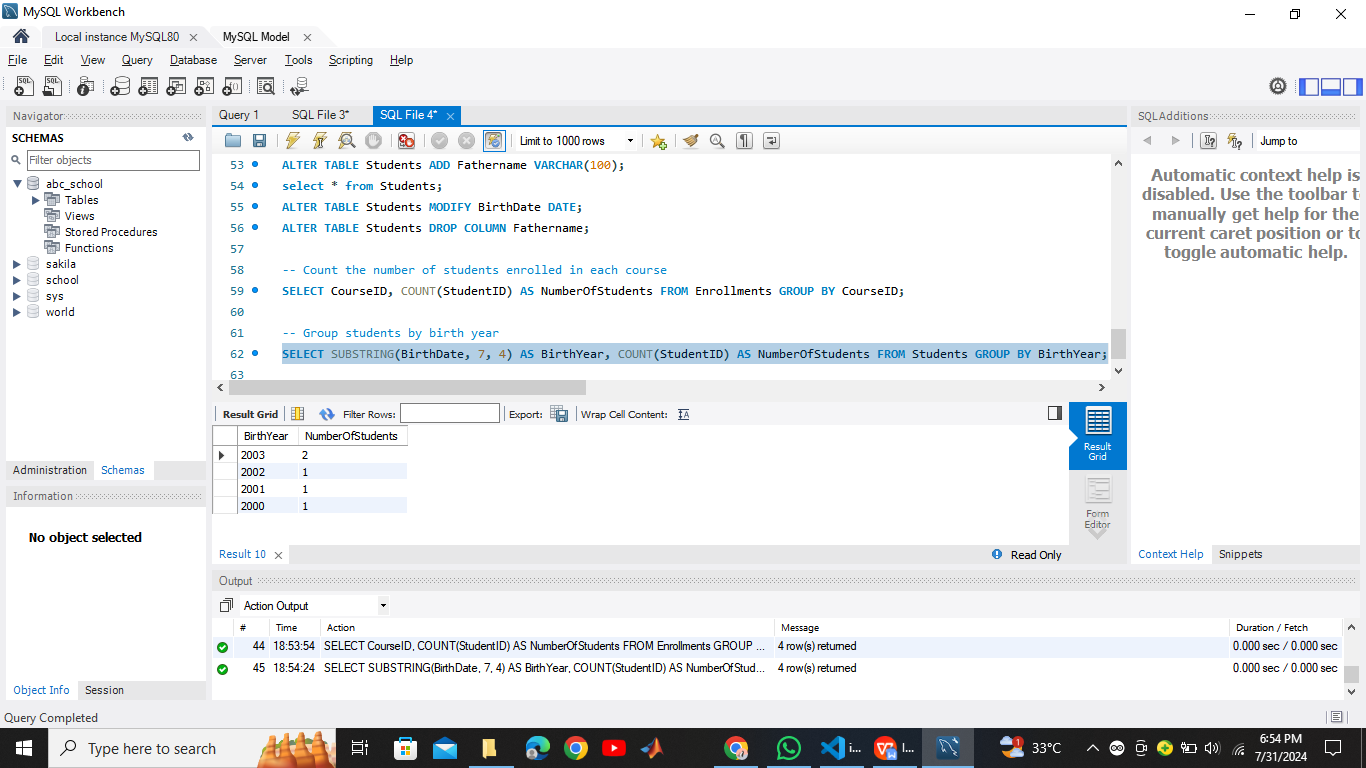 MySQL Workbench
Local instance MySQL80
MySQL Model
File Edit View Query Database Server Tools Scripting Help
Navigator
SCHEMAS
Filter objects
abc_school
Tables
Views
Stored Procedures
Functions
sakila
school
sys
world
Administration Schemas
Information
No object selected
Object Info Session
Query 1 SQL File 3* SQL File 4*
Limit to 1000 rows
53 ALTER TABLE Students ADD Fathername VARCHAR(100);
54 select * from Students;
55 ALTER TABLE Students MODIFY BirthDate DATE;
56 ALTER TABLE Students DROP COLUMN Fathername;
57
58 -- Count the number of students enrolled in each course
59 SELECT CourseID, COUNT(StudentID) AS NumberOfStudents FROM Enrollments GROUP BY CourseID;
60
61 -- Group students by birth year
62 SELECT SUBSTRING(BirthDate, 7, 4) AS BirthYear, COUNT(StudentID) AS NumberOfStudents FROM Students GROUP BY BirthYear;
63
Result Grid Filter Rows: Export: Wrap Cell Content:
BirthYear NumberOfStudents
2003 2
2002 1
2001 1
2000 1
Result Grid
Form Editor
Result 10
Read Only
SQLAdditions
Jump to
Automatic context help is
disabled. Use the toolbar t
manually get help for the
current caret position or to
toggle automatic help.
Context Help Snippets
Output
Action Output
# Time Action Message Duration / Fetch
44 18:53:54 SELECT CourseID, COUNT(StudentID) AS NumberOfStudents FROM Enrollments GROUP ... 4 row(s) returned 0.000 sec / 0.000 sec
45 18:54:24 SELECT SUBSTRING(BirthDate, 7, 4) AS BirthYear, COUNT(StudentID) AS NumberOfStud... 4 row(s) returned 0.000 sec / 0.000 sec
Query Completed
Type here to search
i...
I...
1
33°C
6:54 PM
7/31/2024